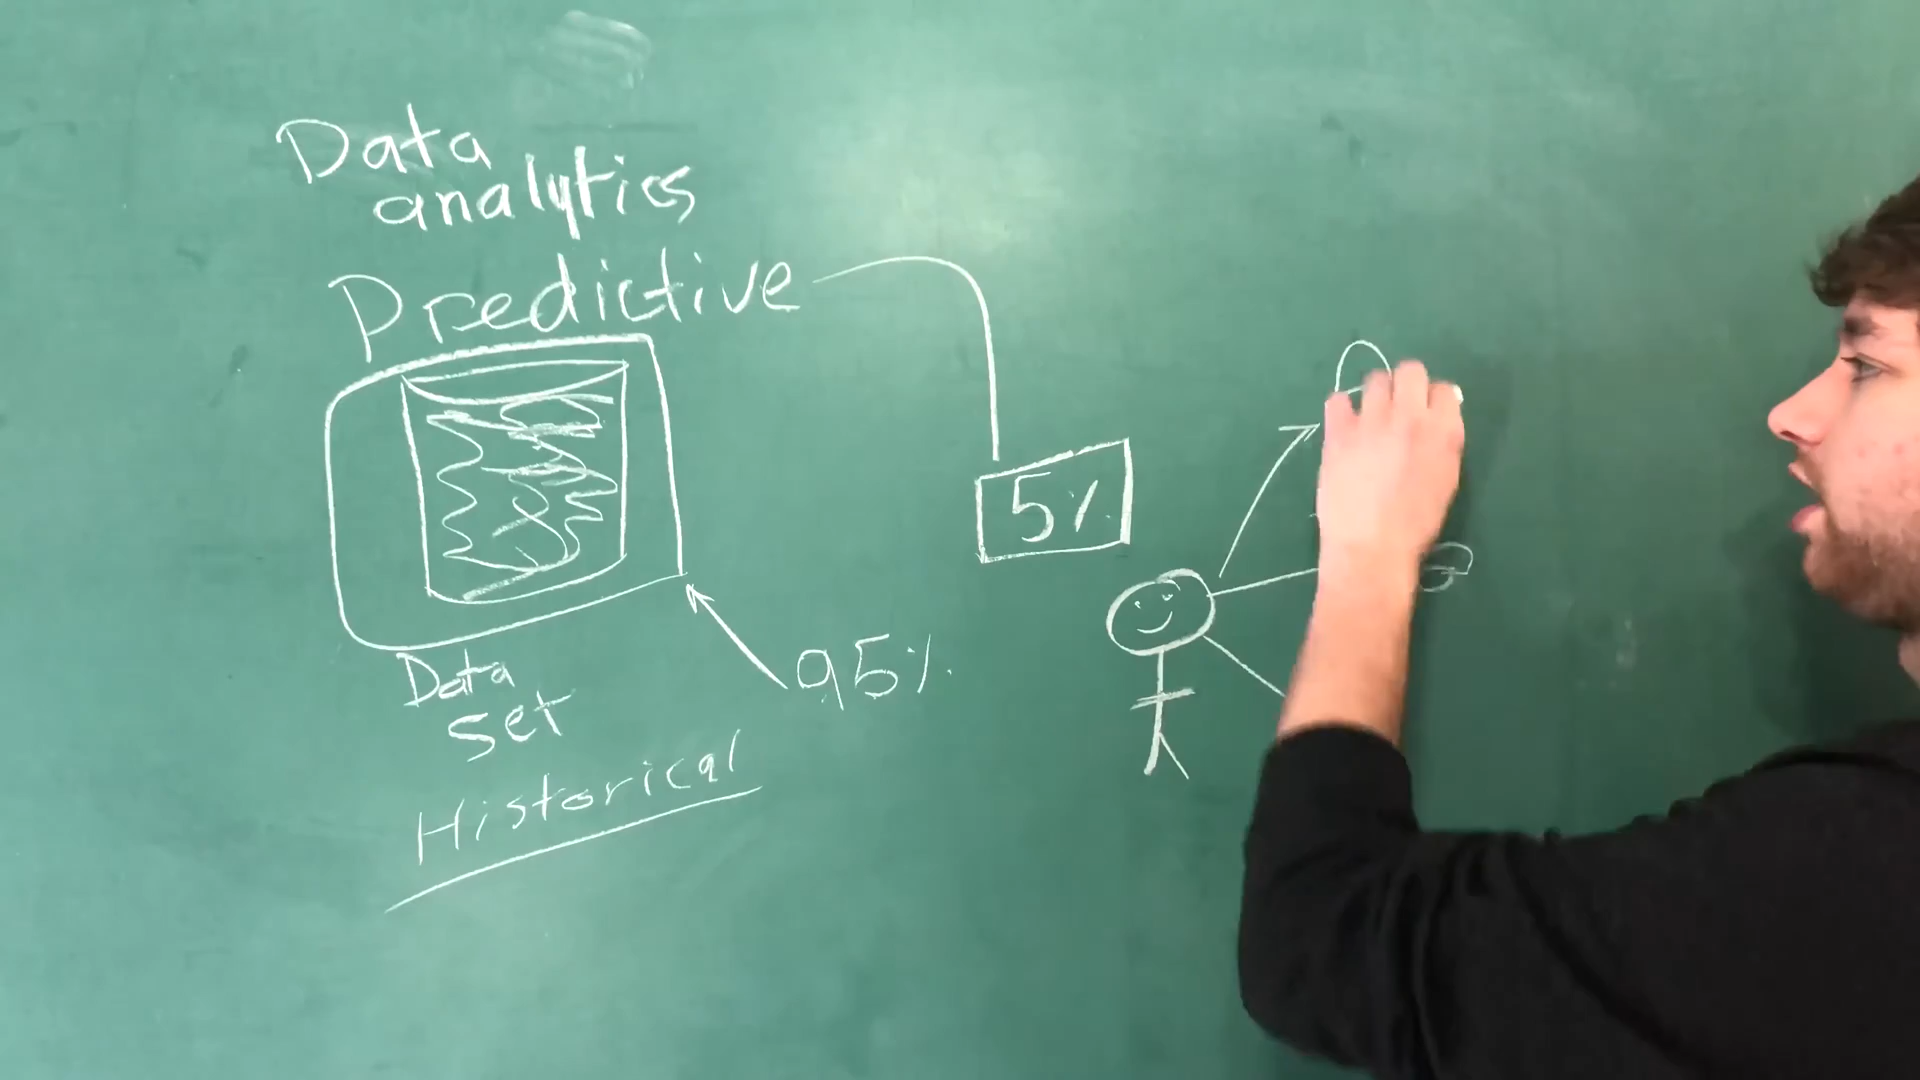 Data
analytics
Predictive
5%
95%
Data
set
Historical